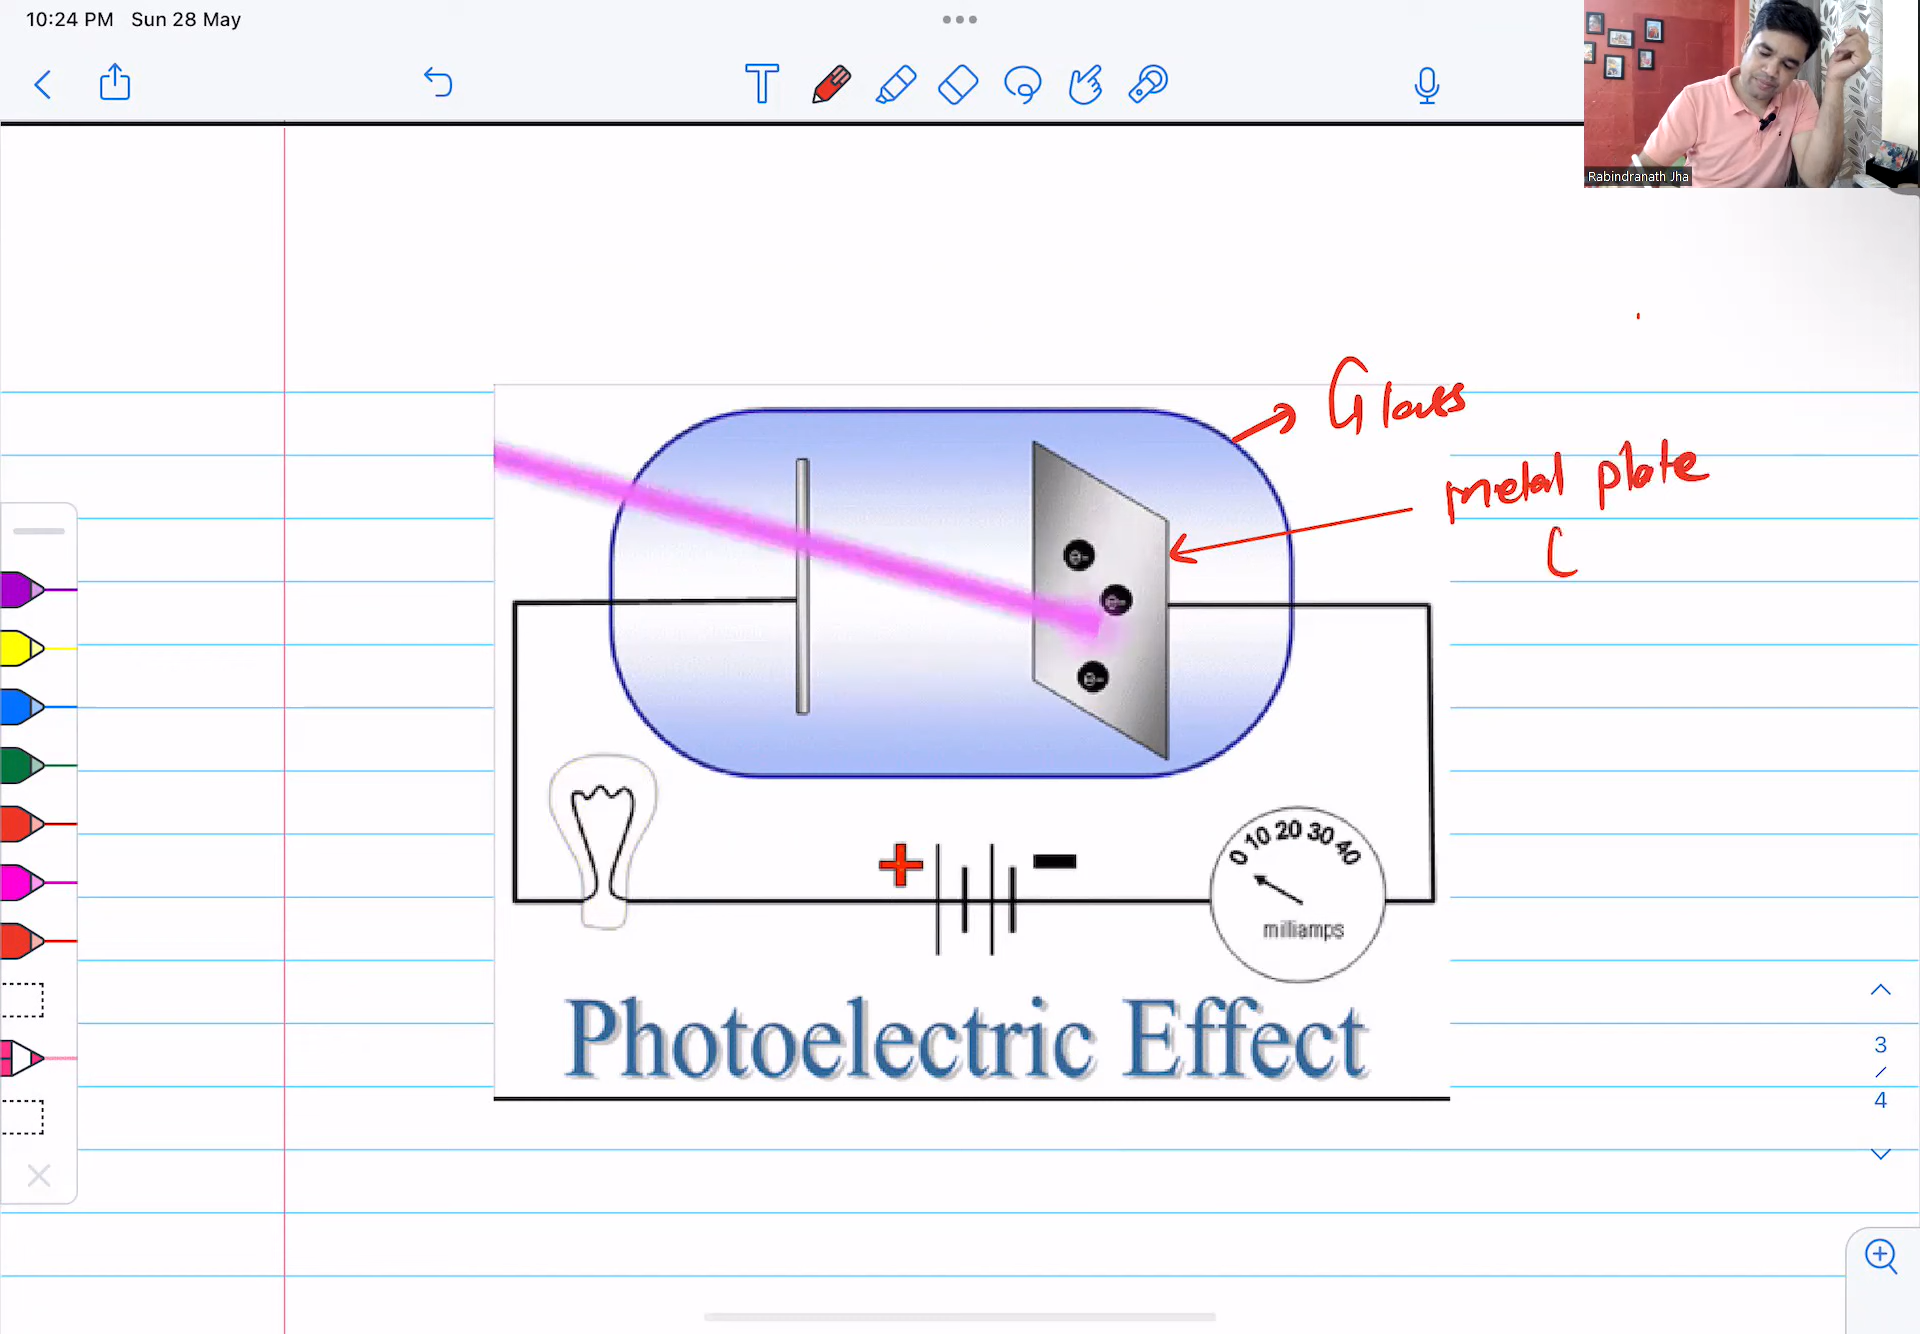 10:24 PM Sun 28 May
T
Rabindranath Jha
Glass
metal plate
C
0 10 20 30 40
+ -
milliamps
Photoelectric Effect
3
/
4